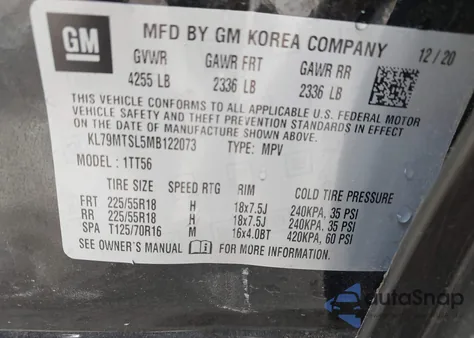 GM
MFD BY GM KOREA COMPANY 12/20
GVWR GAWR FRT GAWR RR
4255 LB 2336 LB 2336 LB
THIS VEHICLE CONFORMS TO ALL APPLICABLE U.S. FEDERAL MOTOR
VEHICLE SAFETY, BUMPER, AND THEFT PREVENTION STANDARDS IN
EFFECT ON THE DATE OF MANUFACTURE SHOWN ABOVE.
KL79MTSL5MB122073 TYPE: MPV
MODEL: 1TT56
TIRE SIZE SPEED RTG RIM COLD TIRE PRESSURE
FRT 225/55R18 H 18x7.5J 240KPA, 35 PSI
RR 225/55R18 H 18x7.5J 240KPA, 35 PSI
SPA T125/70R16 M 16x4.0BT 420KPA, 60 PSI
SEE OWNER'S MANUAL FOR MORE INFORMATION.
autoSnap